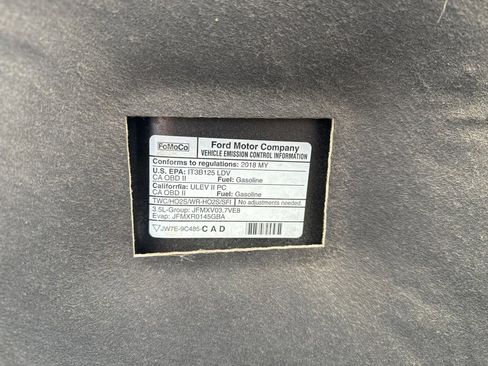 FoMoCo
Ford Motor Company
VEHICLE EMISSION CONTROL INFORMATION
Conforms to regulations: 2018 MY
U.S. EPA: IT3B125 LDV
CA OBD II Fuel: Gasoline
California: ULEV II PC
CA OBD II Fuel: Gasoline
TWC/HO2S/WR-HO2S/SFI No adjustments needed.
3.5L-Group: JFMXV03.7VE8
Evap: JFMXR0145GBA
JW7E-9C485-CAD